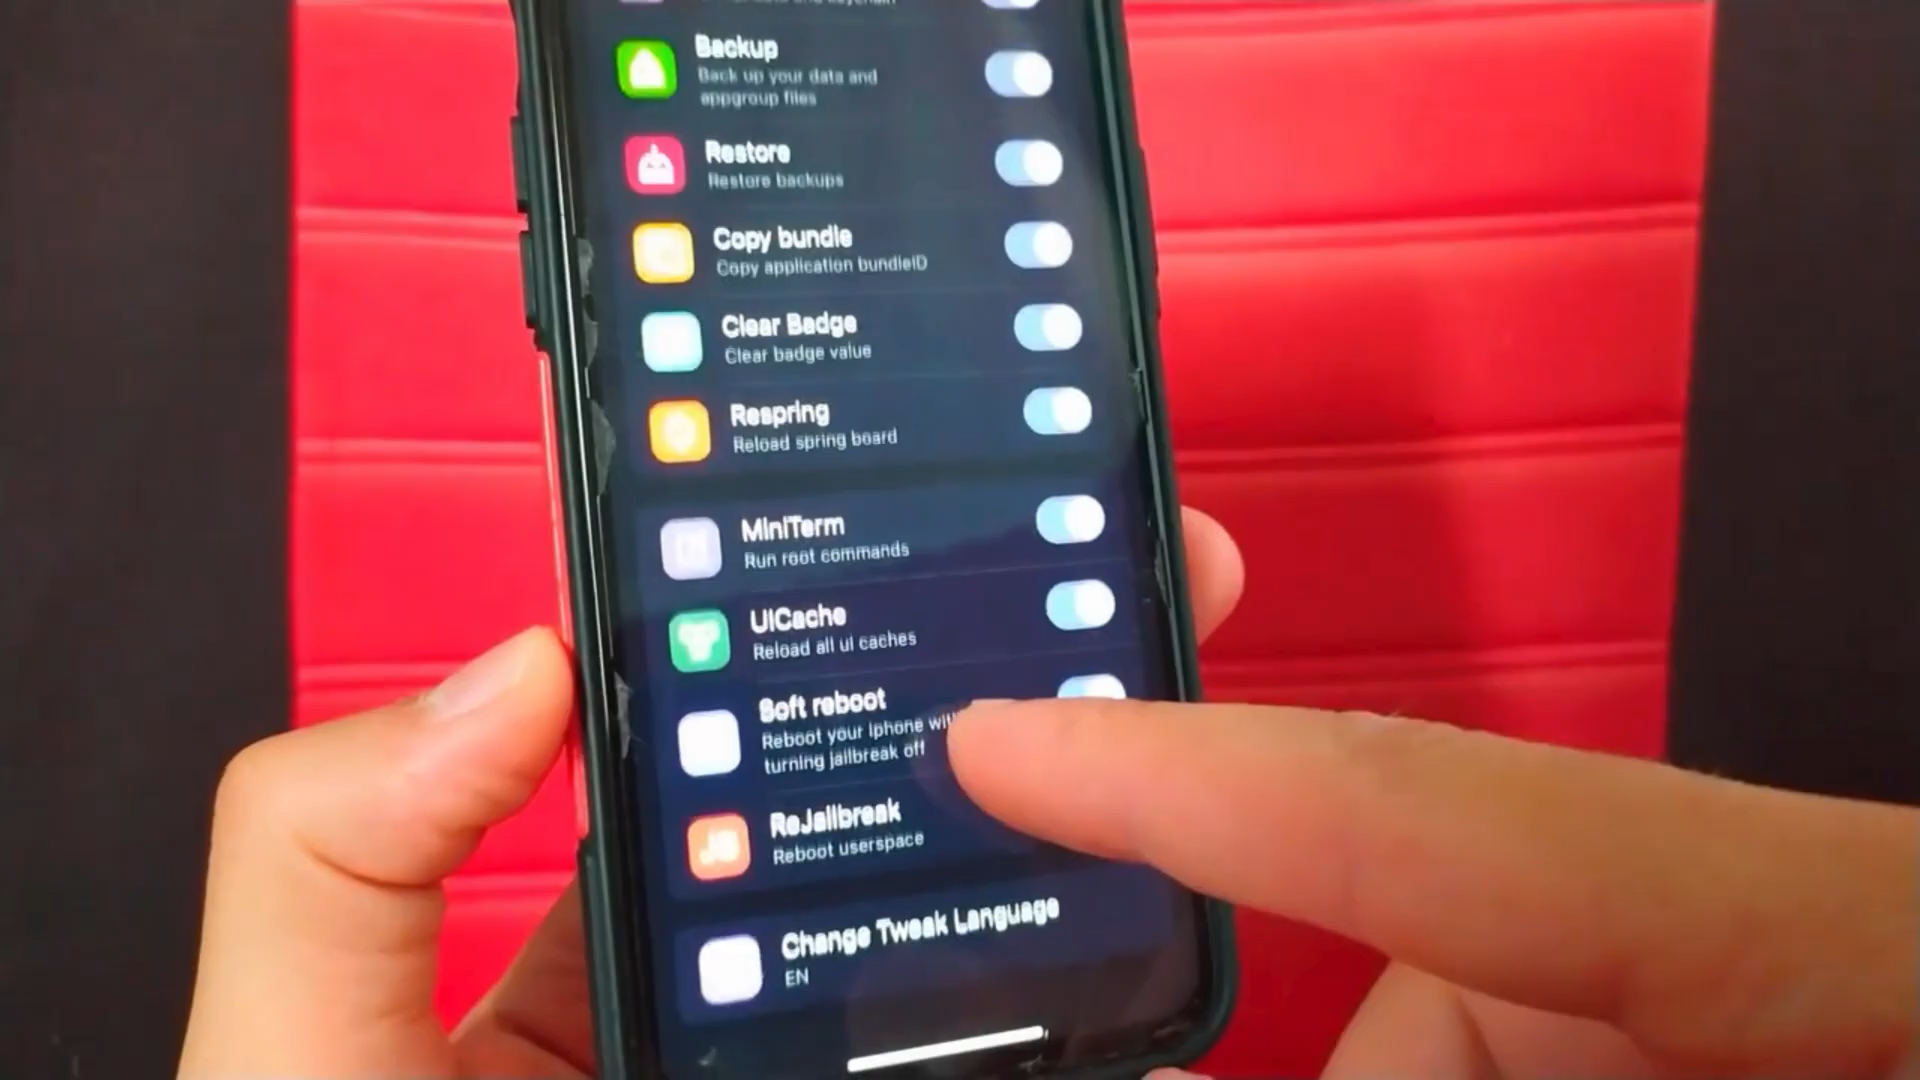 Backup
Back up your data and
appgroup files
Restore
Restore backups
Copy bundle
Copy application bundleID
Clear Badge
Clear badge value
Respring
Reload spring board
MiniTerm
Run root commands
UICache
Reload all ui caches
Soft reboot
Reboot your iphone
turning jailbreak off
ReJailbreak
Reboot userspace
Change Tweak Language
EN